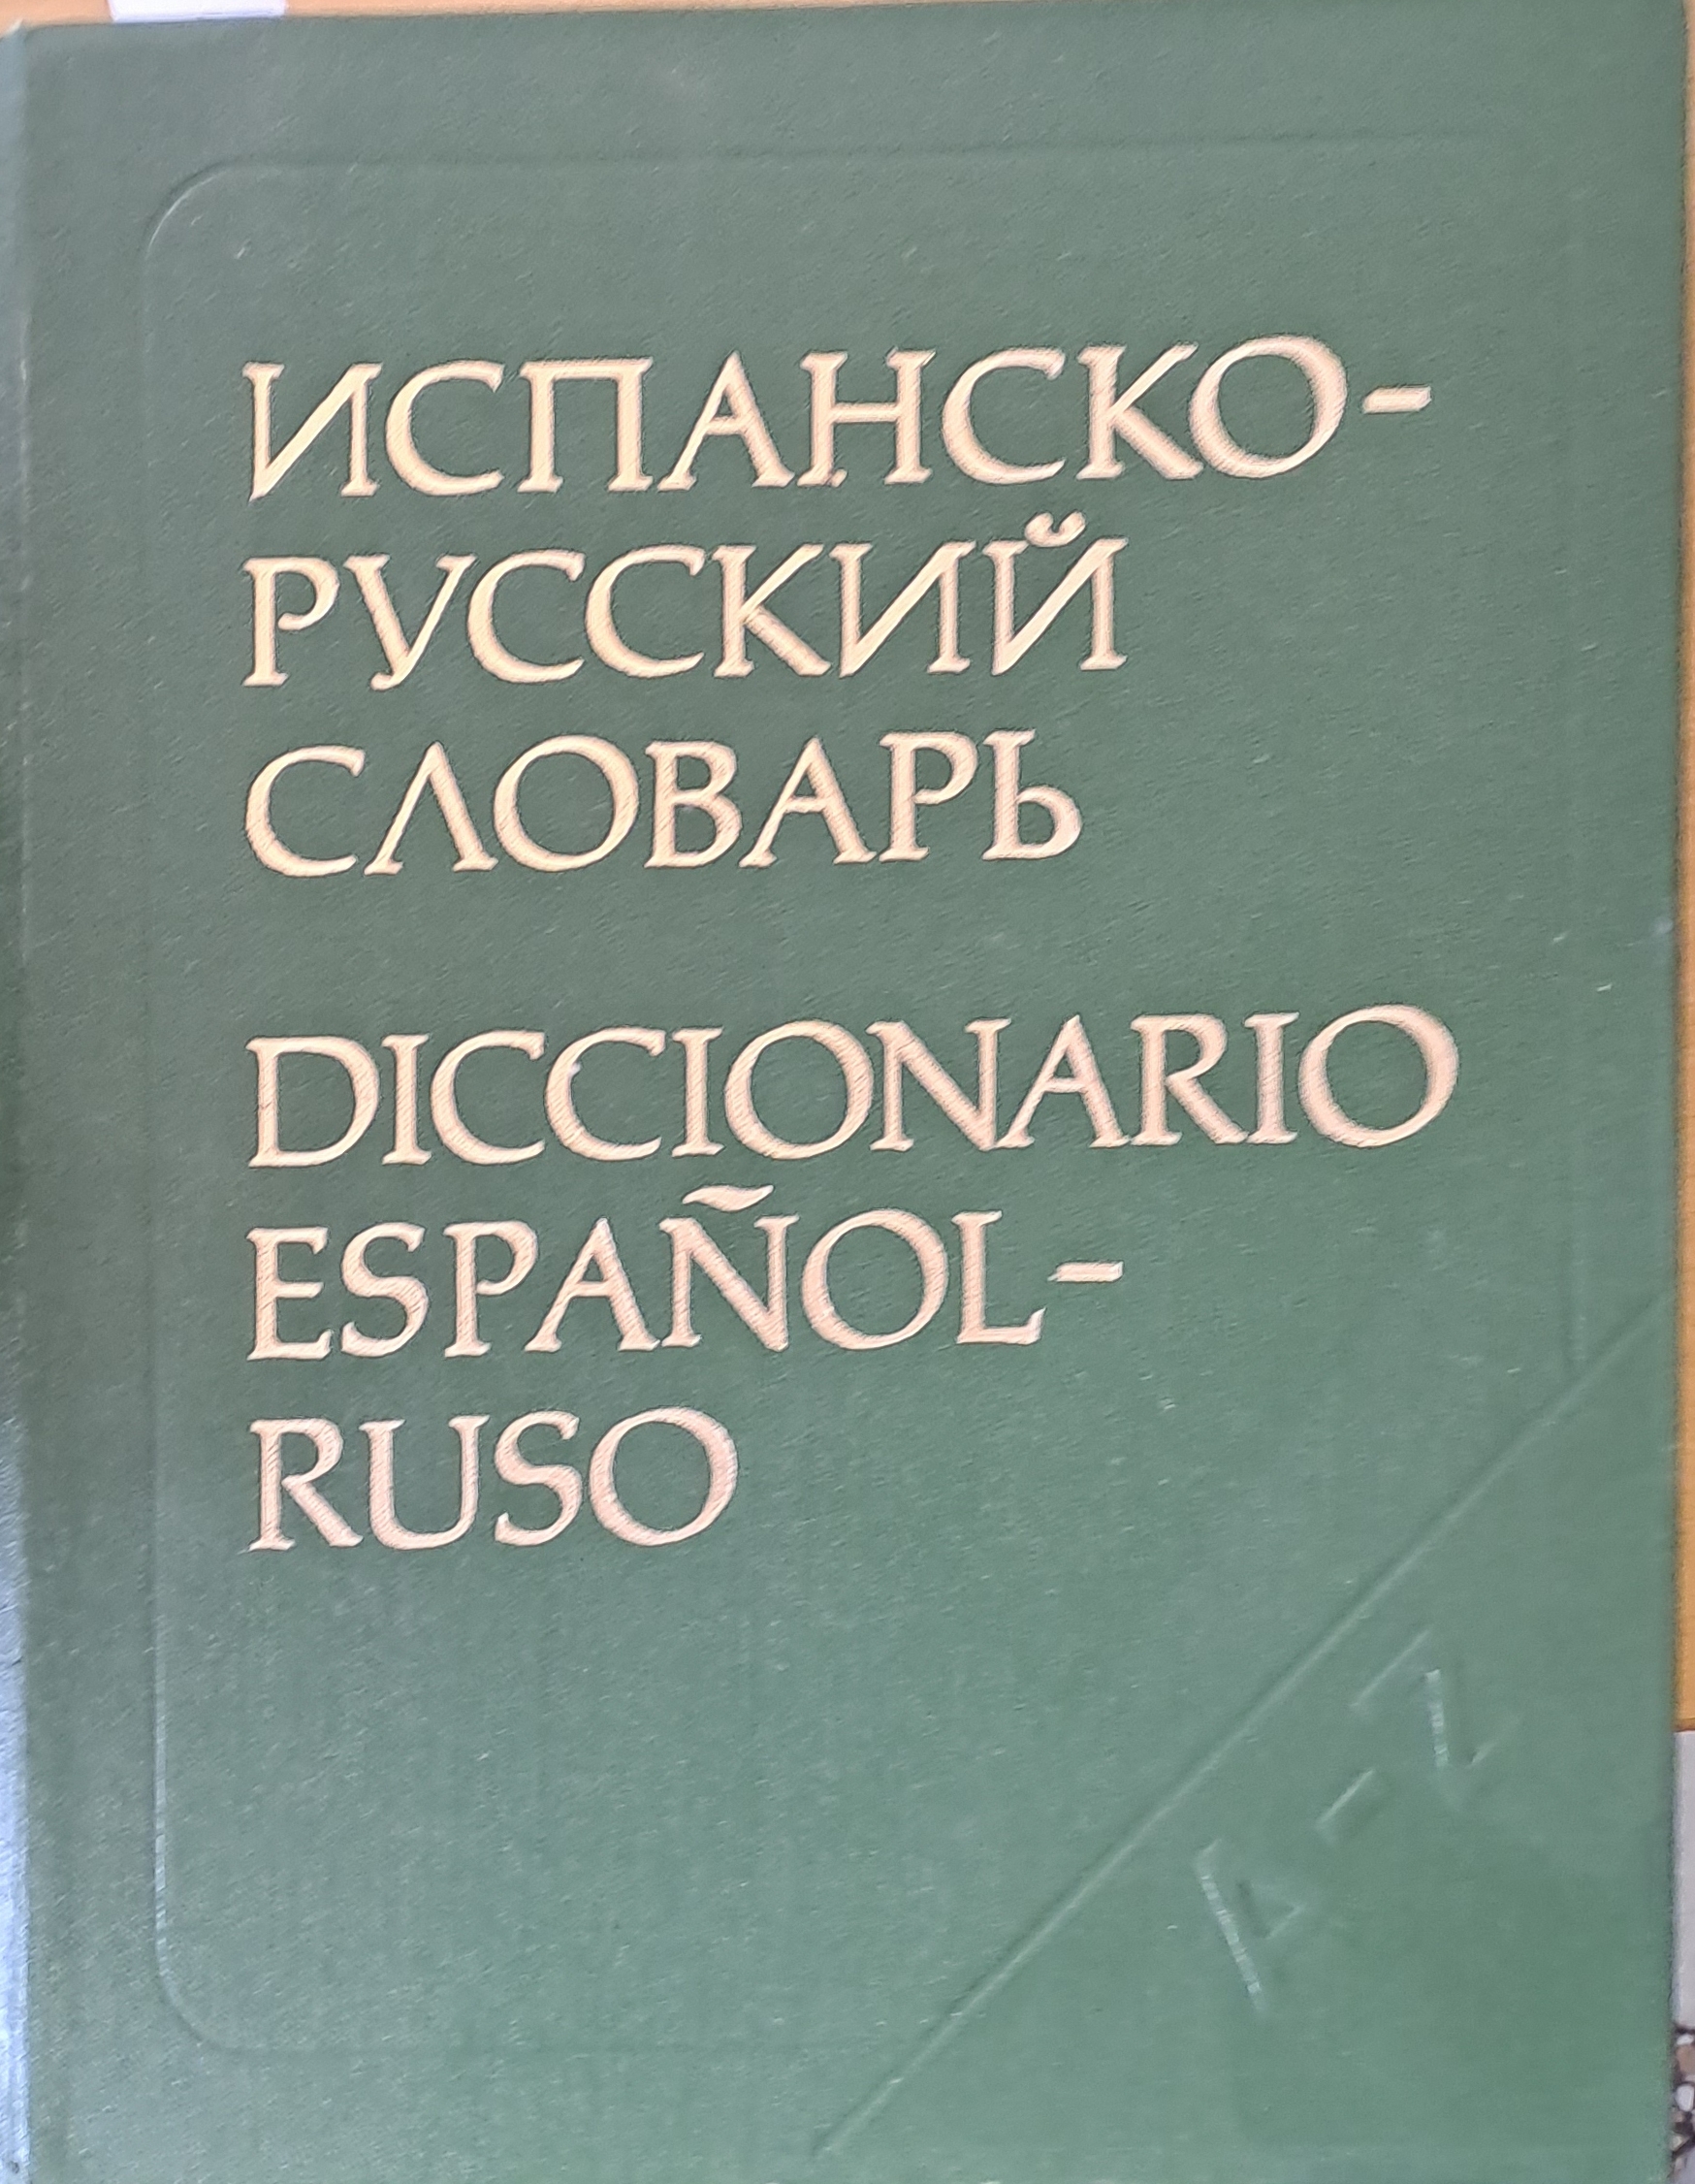 ИСПАНСКО-
РУССКИЙ
СЛОВАРЬ
DICCIONARIO
ESPAÑOL-
RUSO
A-Z